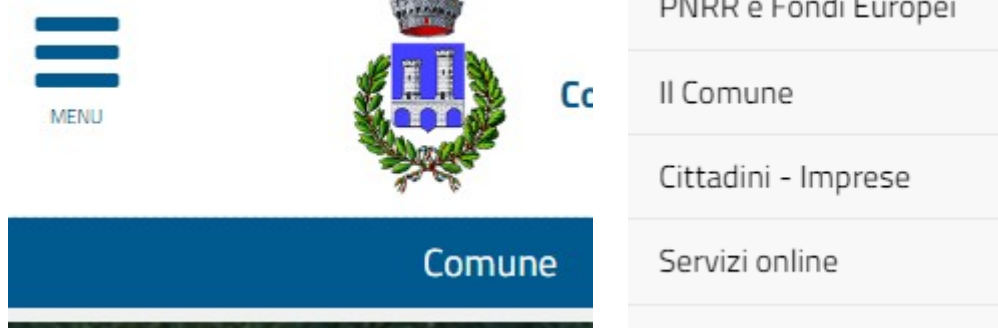 MENU
Comune
PNRR e Fondi Europei
Il Comune
Cittadini - Imprese
Servizi online